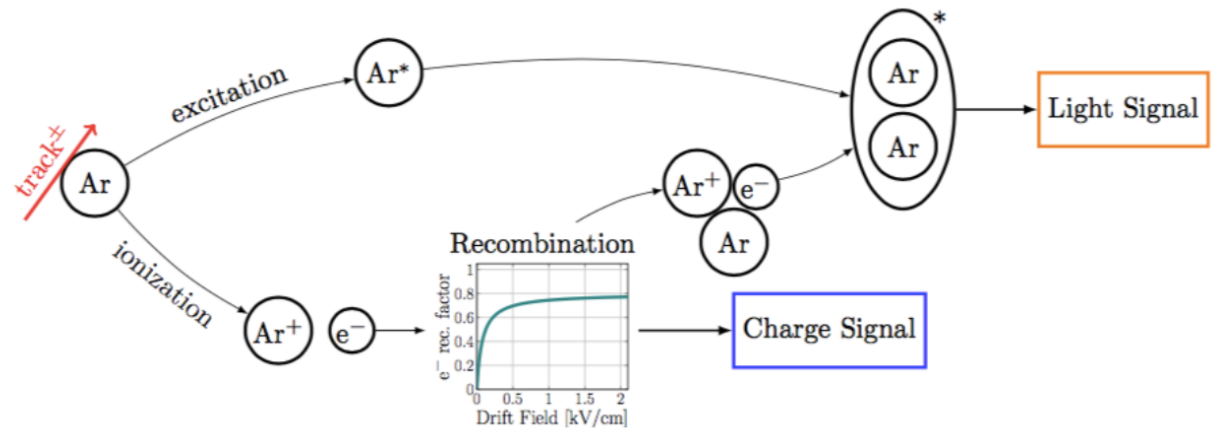 track±
Ar
excitation
Ar*
*
Ar
Ar
Light Signal
ionization
Ar⁺
e⁻
Recombination
e⁻ rec. factor
1
0.8
0.6
0.4
0.2
0
0 0.5 1 1.5 2
Drift Field [kV/cm]
Ar⁺
e⁻
Ar
Charge Signal